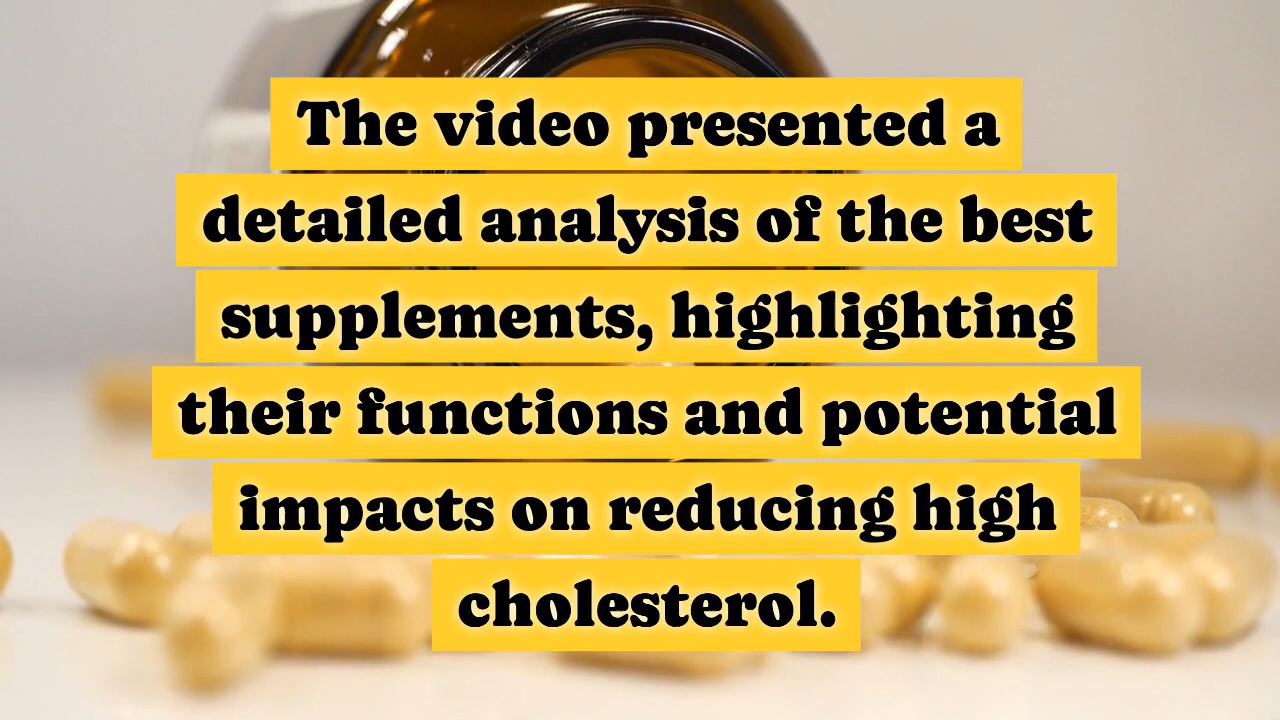 The video presented a
detailed analysis of the best
supplements, highlighting
their functions and potential
impacts on reducing high
cholesterol.